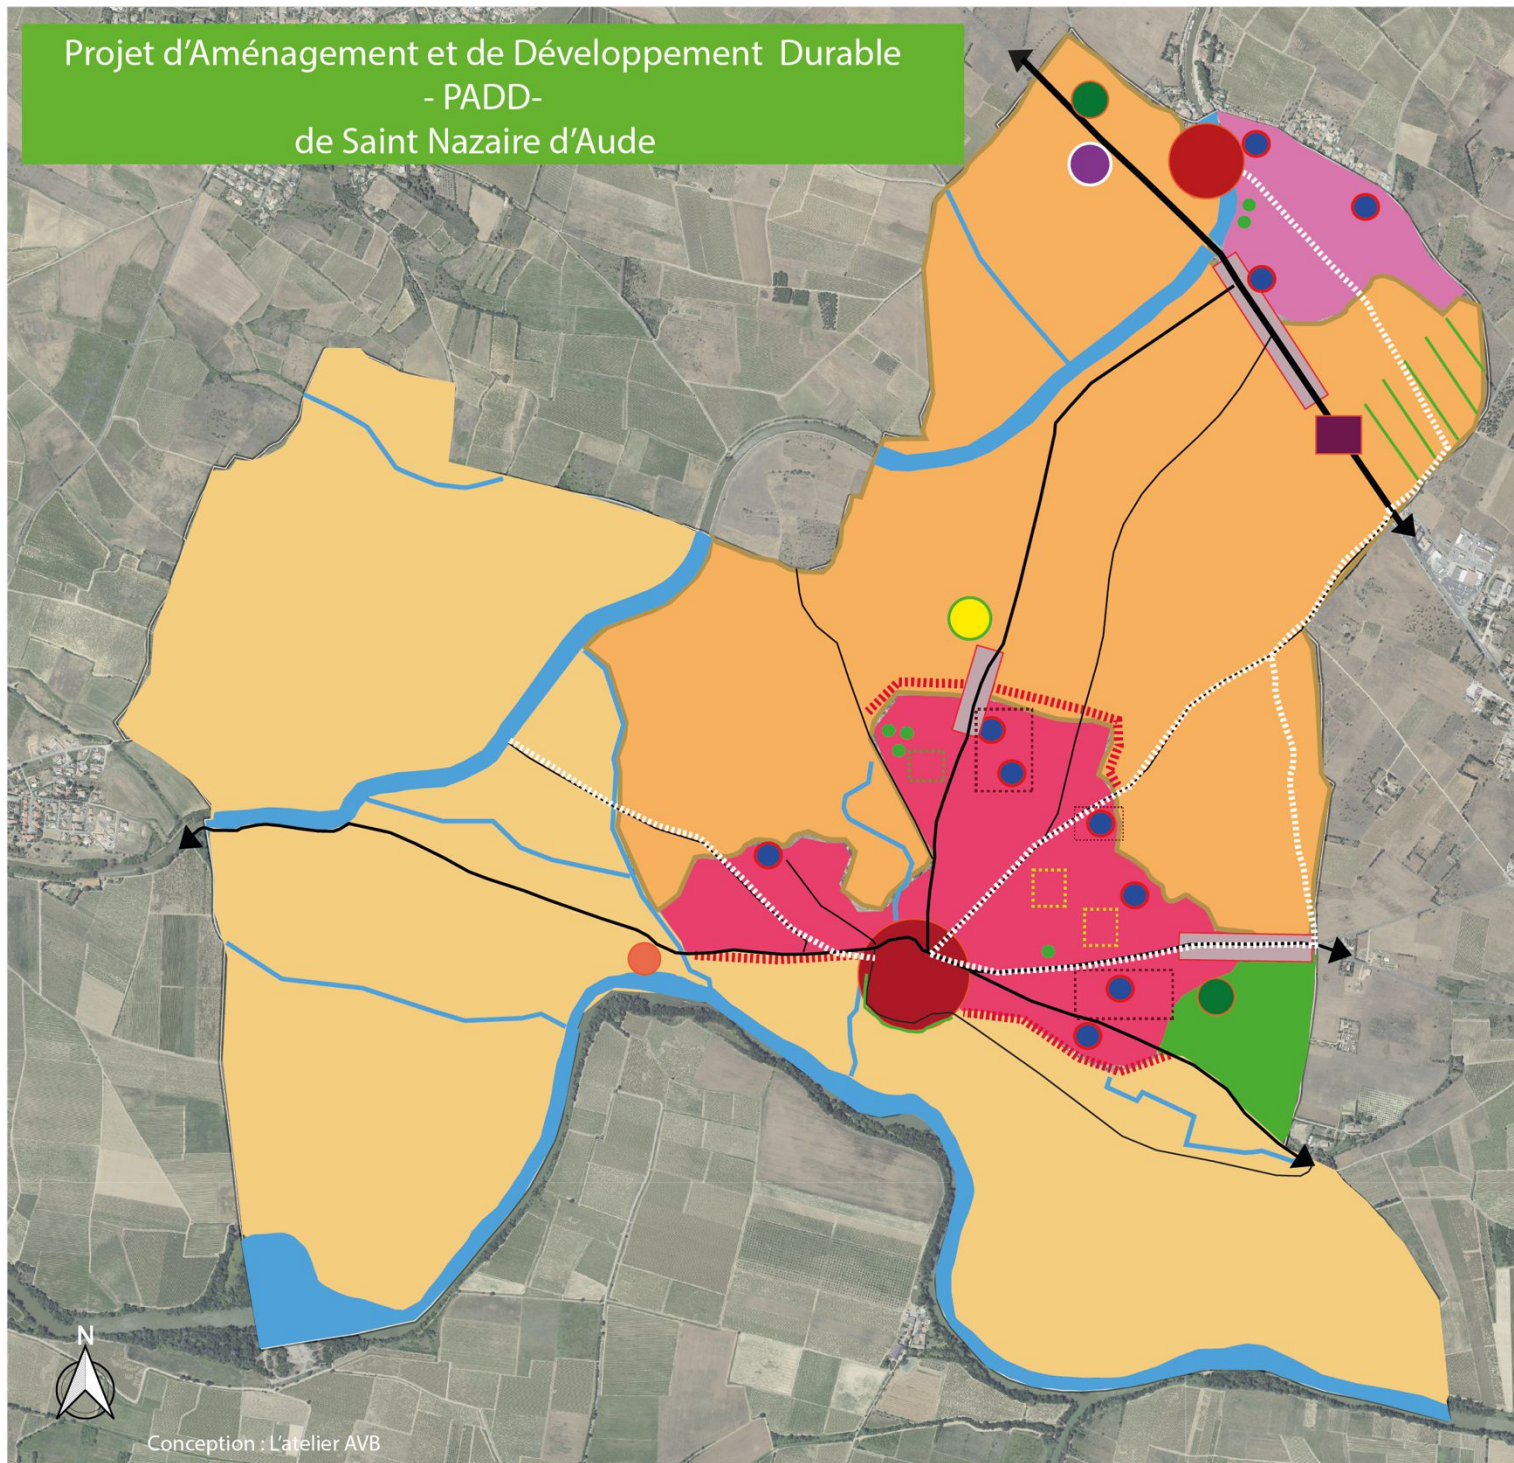 Projet d'Aménagement et de Développement Durable
- PADD-
de Saint Nazaire d'Aude
N
Conception : L'atelier AVB